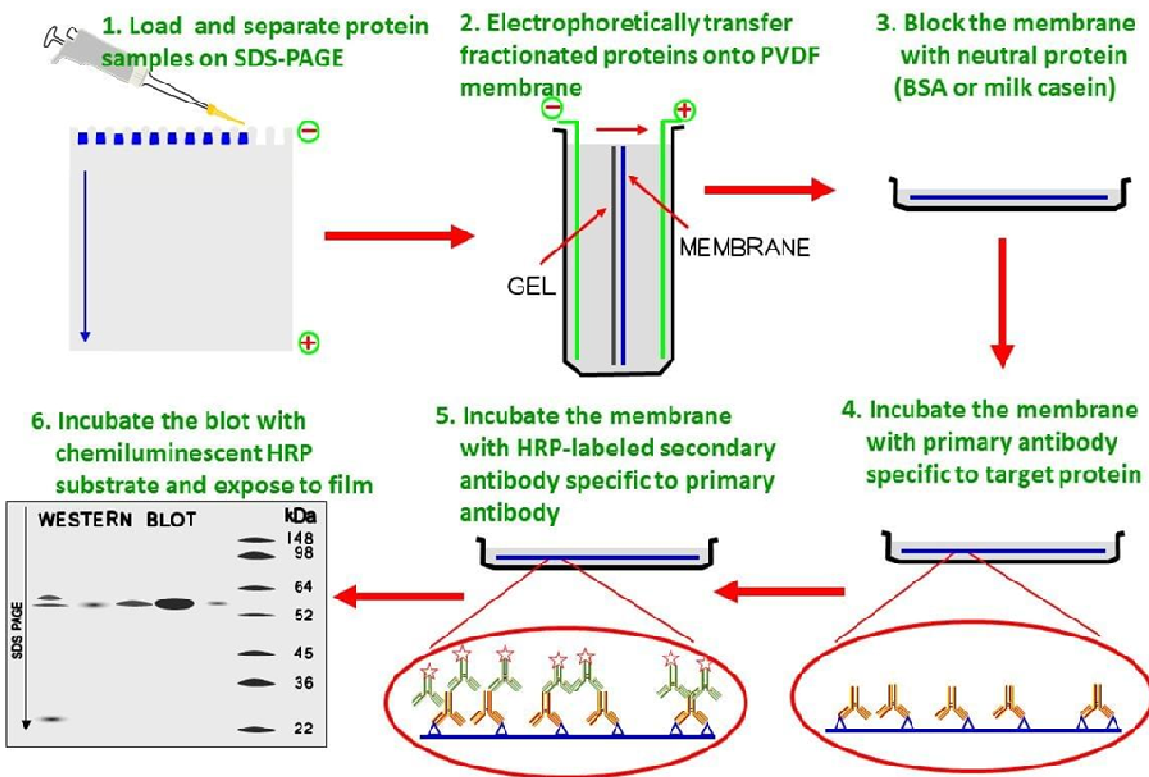 1. Load and separate protein
samples on SDS-PAGE
−
+
2. Electrophoretically transfer
fractionated proteins onto PVDF
membrane
−
+
GEL
MEMBRANE
3. Block the membrane
with neutral protein
(BSA or milk casein)
4. Incubate the membrane
with primary antibody
specific to target protein
5. Incubate the membrane
with HRP-labeled secondary
antibody specific to primary
antibody
6. Incubate the blot with
chemiluminescent HRP
substrate and expose to film
WESTERN BLOT
kDa
148
98
64
52
45
36
22
SDS PAGE